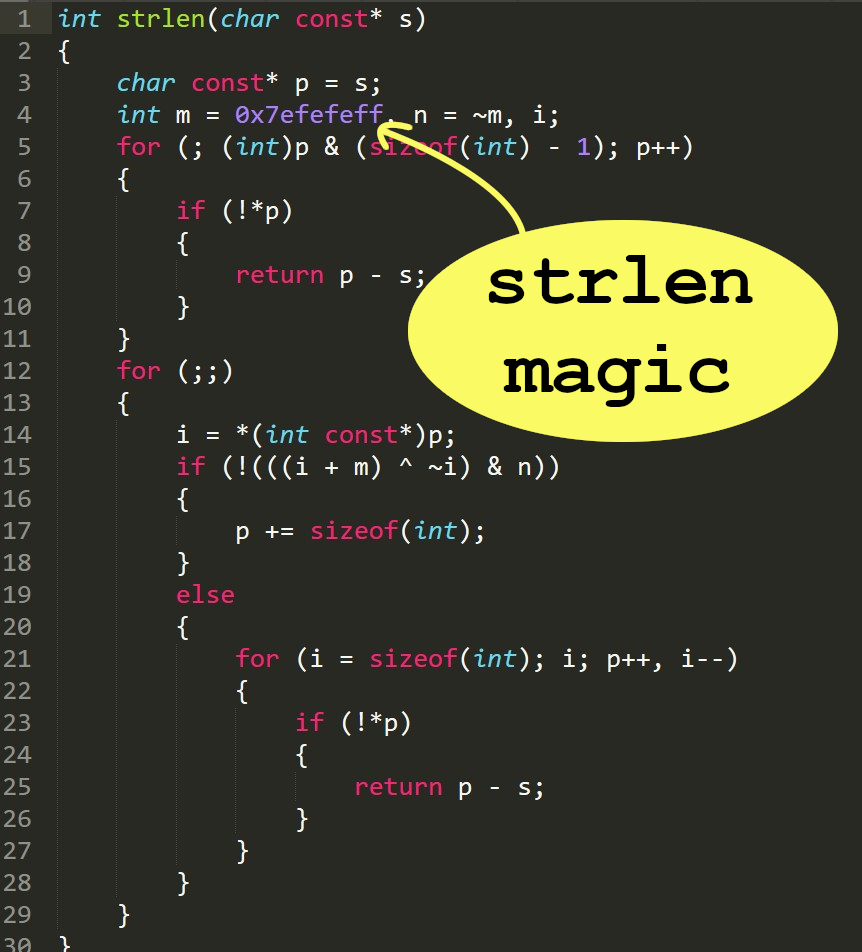 1 int strlen(char const* s)
2 {
3     char const* p = s;
4     int m = 0x7efefeff, n = ~m, i;
5     for (; (int)p & (sizeof(int) - 1); p++)
6     {
7         if (!*p)
8         {
9             return p - s;
10         }
11     }
12     for (;;)
13     {
14         i = *(int const*)p;
15         if (!(((i + m) ^ ~i) & n))
16         {
17             p += sizeof(int);
18         }
19         else
20         {
21             for (i = sizeof(int); i; p++, i--)
22             {
23                 if (!*p)
24                 {
25                     return p - s;
26                 }
27             }
28         }
29     }
30 }
strlen
magic